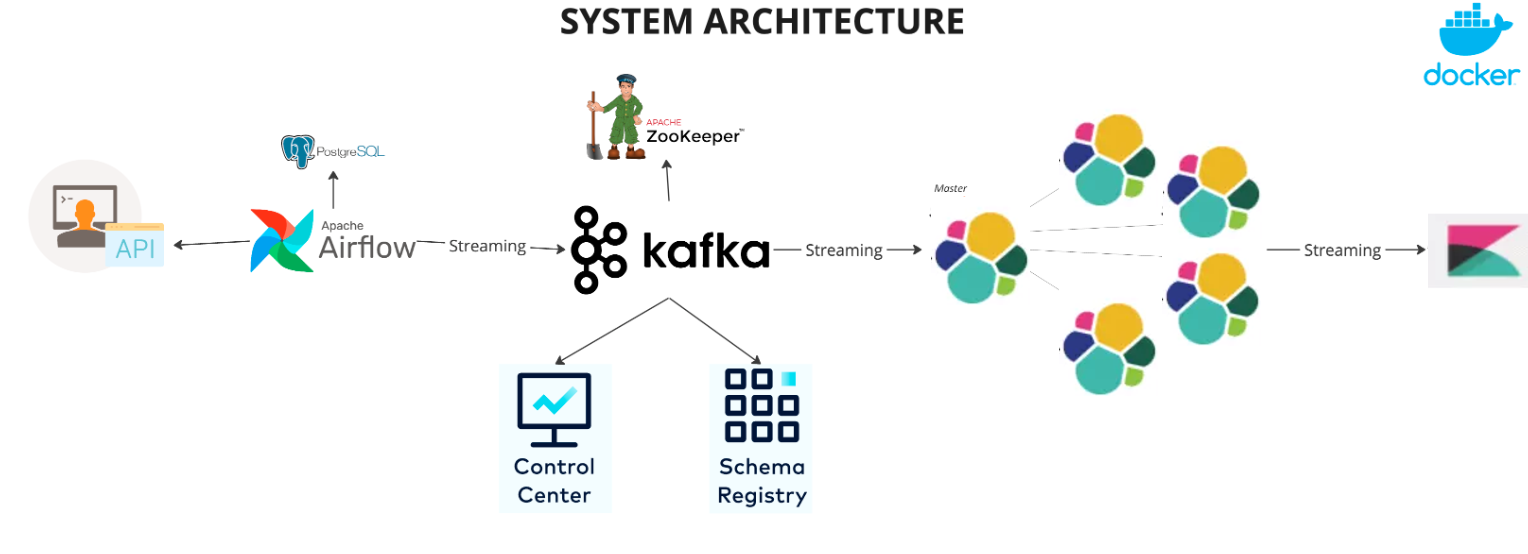 SYSTEM ARCHITECTURE
docker
APACHE
ZooKeeper™
PostgreSQL
>-
API
Apache
Airflow
Streaming
kafka
Streaming
Master
Streaming
Control
Center
Schema
Registry